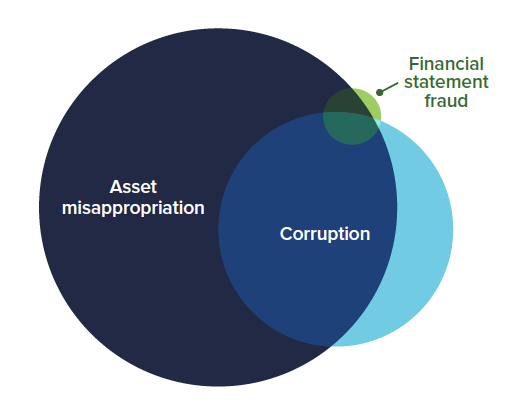 Financial
statement
fraud
Asset
misappropriation
Corruption